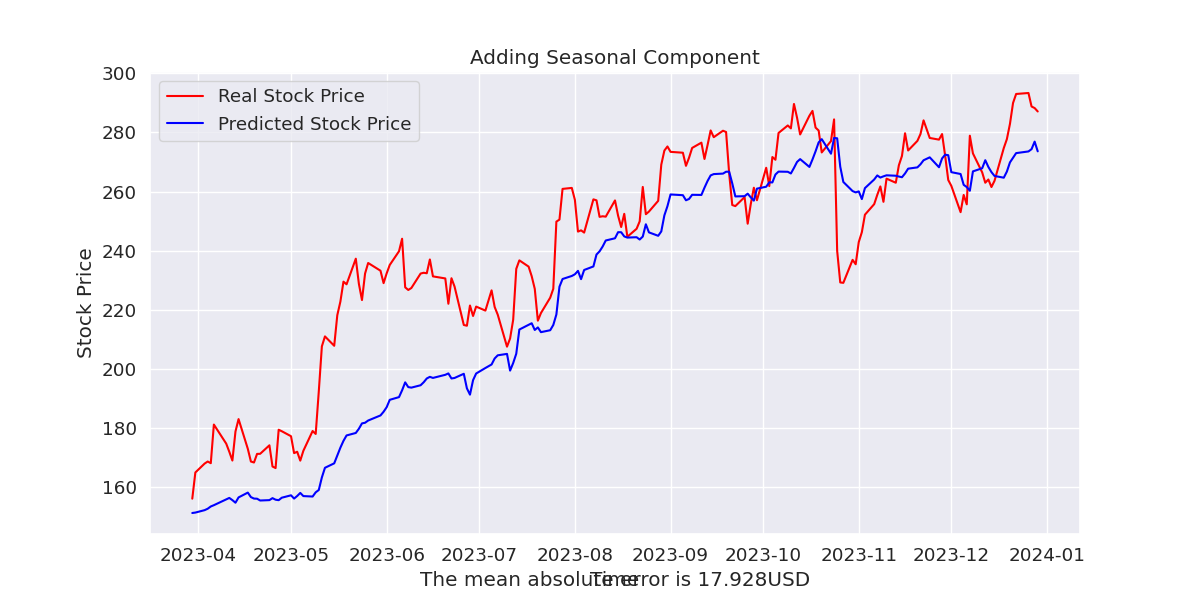 Adding Seasonal Component
Real Stock Price
Predicted Stock Price
Stock Price
300
280
260
240
220
200
180
160
2023-04 2023-05 2023-06 2023-07 2023-08 2023-09 2023-10 2023-11 2023-12 2024-01
Time
The mean absolute error is 17.928USD